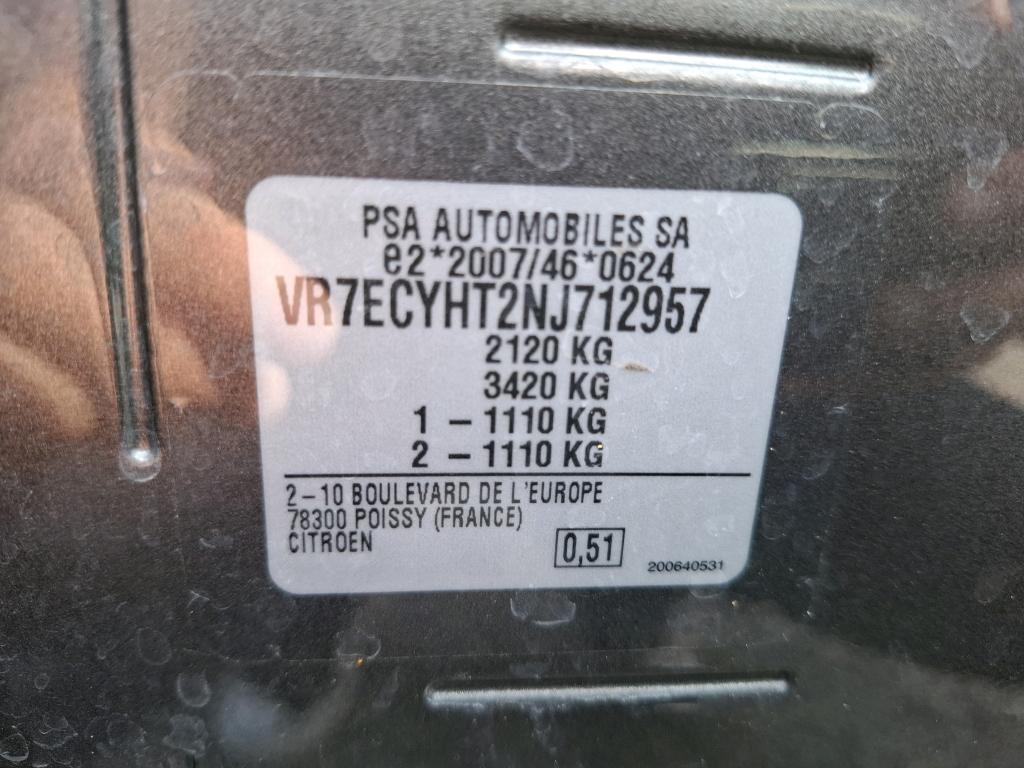 PSA AUTOMOBILES SA
e2*2007/46*0624
VR7ECYHT2NJ712957
2120 KG
3420 KG
1 – 1110 KG
2 – 1110 KG
2–10 BOULEVARD DE L'EUROPE
78300 POISSY (FRANCE)
CITROEN
0,51
200640531